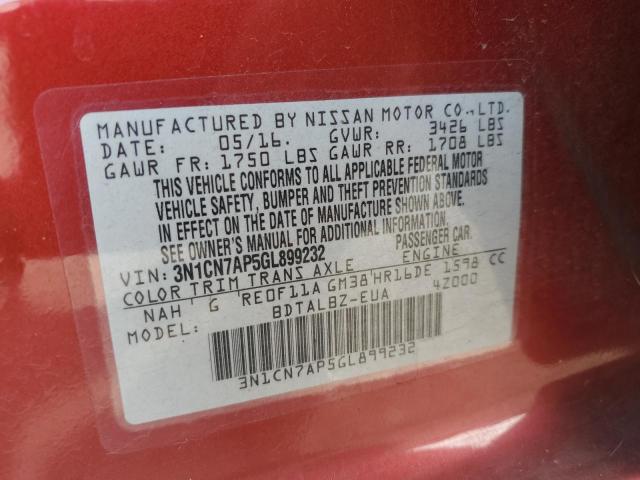 MANUFACTURED BY NISSAN MOTOR CO.,LTD.
DATE: 05/16. GVWR: 3426 LBS
GAWR FR: 1750 LBS GAWR RR: 1708 LBS
THIS VEHICLE CONFORMS TO ALL APPLICABLE FEDERAL MOTOR
VEHICLE SAFETY, BUMPER AND THEFT PREVENTION STANDARDS
IN EFFECT ON THE DATE OF MANUFACTURE SHOWN ABOVE.
SEE OWNER'S MANUAL FOR ADDITIONAL INFORMATION.
VIN: 3N1CN7AP5GL899232 PASSENGER CAR
COLOR TRIM TRANS AXLE ENGINE
NAH' G 'RE0F11A GM38'HR16DE 1598 CC
MODEL: BDTALBZ-EUA 4Z000
3N1CN7AP5GL899232